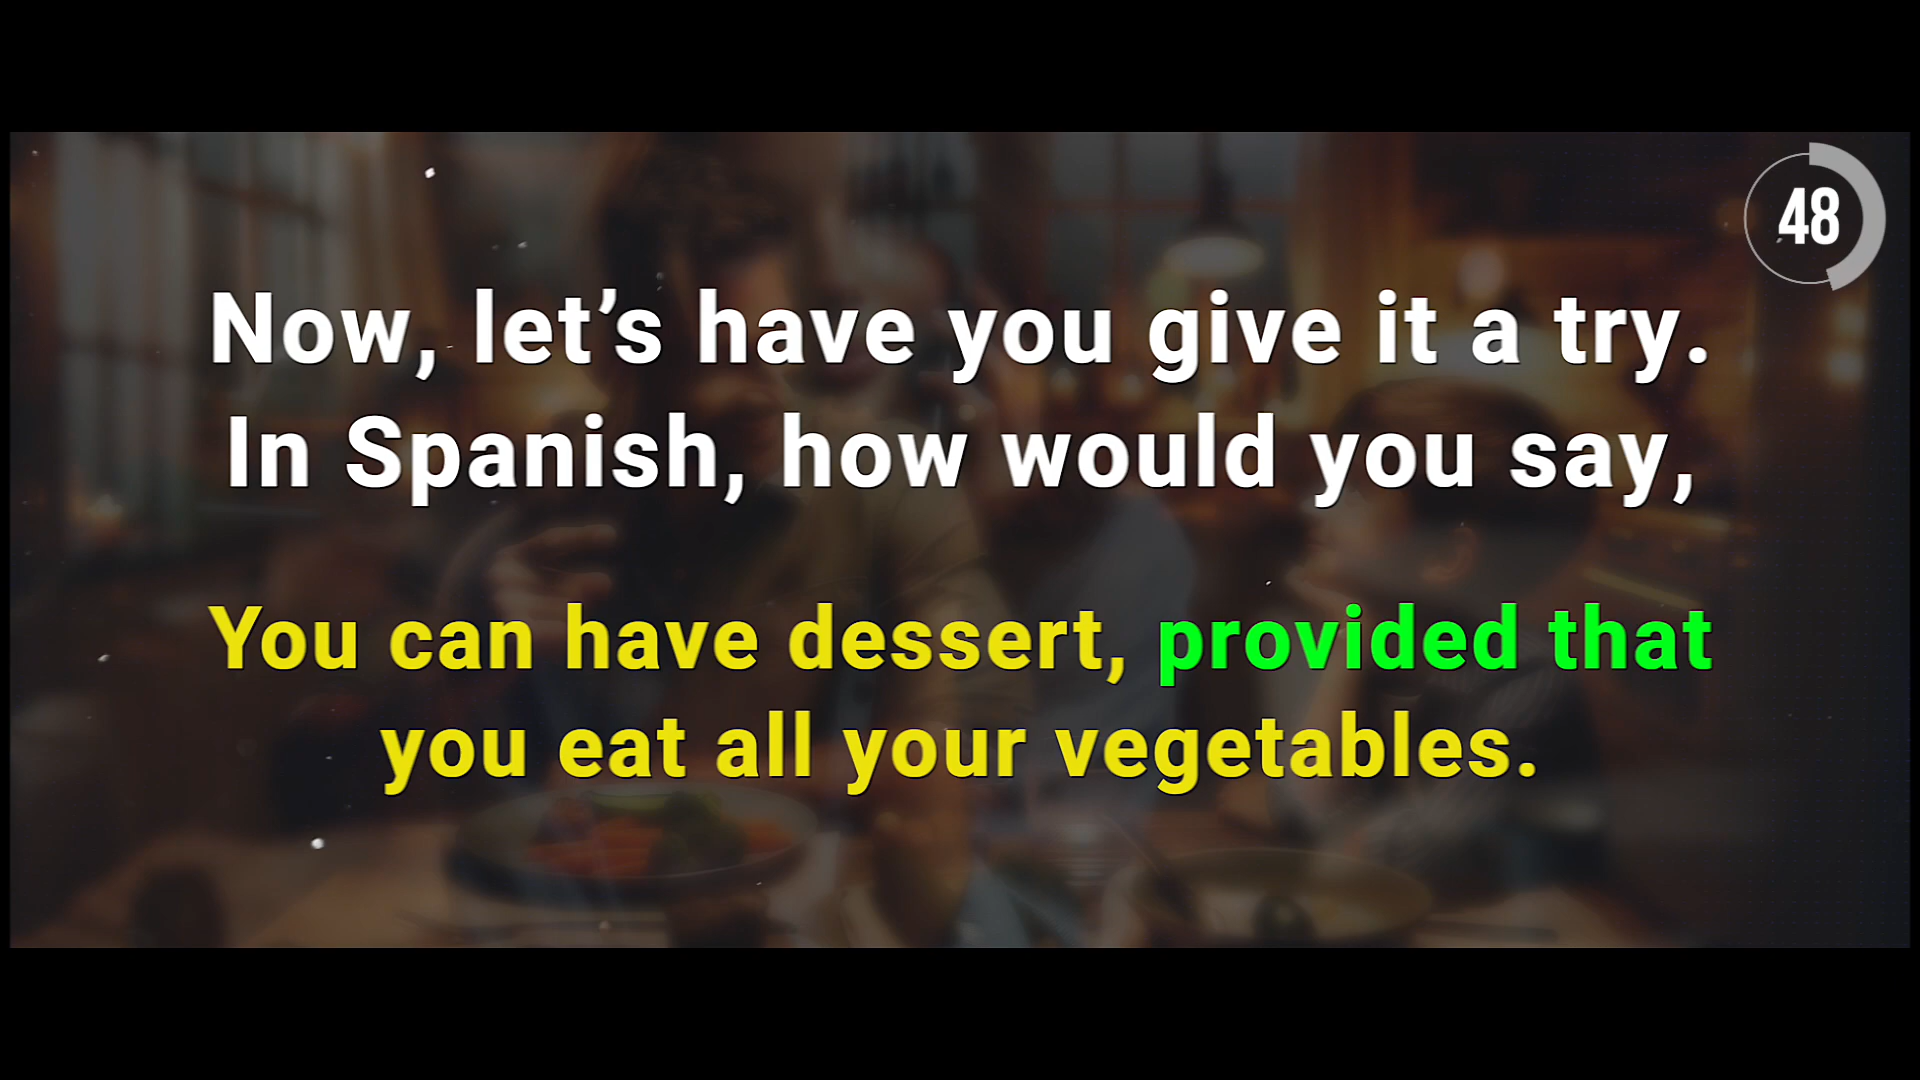 48
Now, let’s have you give it a try.
In Spanish, how would you say,
You can have dessert, provided that
you eat all your vegetables.